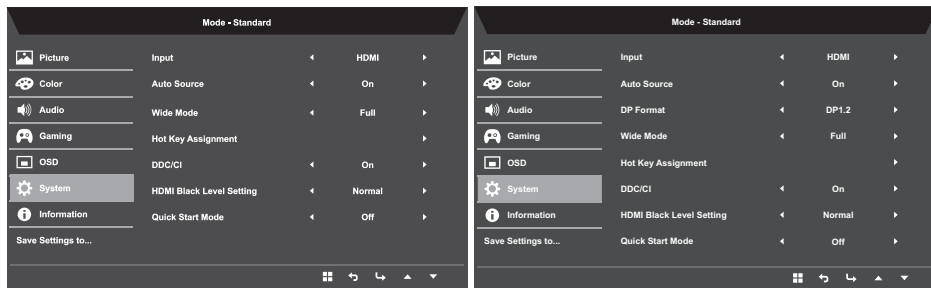 Mode - Standard
Picture
Input HDMI
Color
Auto Source On
Audio
Wide Mode Full
Gaming
Hot Key Assignment
OSD
DDC/CI On
System
HDMI Black Level Setting Normal
Information
Quick Start Mode Off
Save Settings to...
Mode - Standard
Picture
Input HDMI
Color
Auto Source On
Audio
DP Format DP1.2
Gaming
Wide Mode Full
OSD
Hot Key Assignment
System
DDC/CI On
Information
HDMI Black Level Setting Normal
Save Settings to...
Quick Start Mode Off